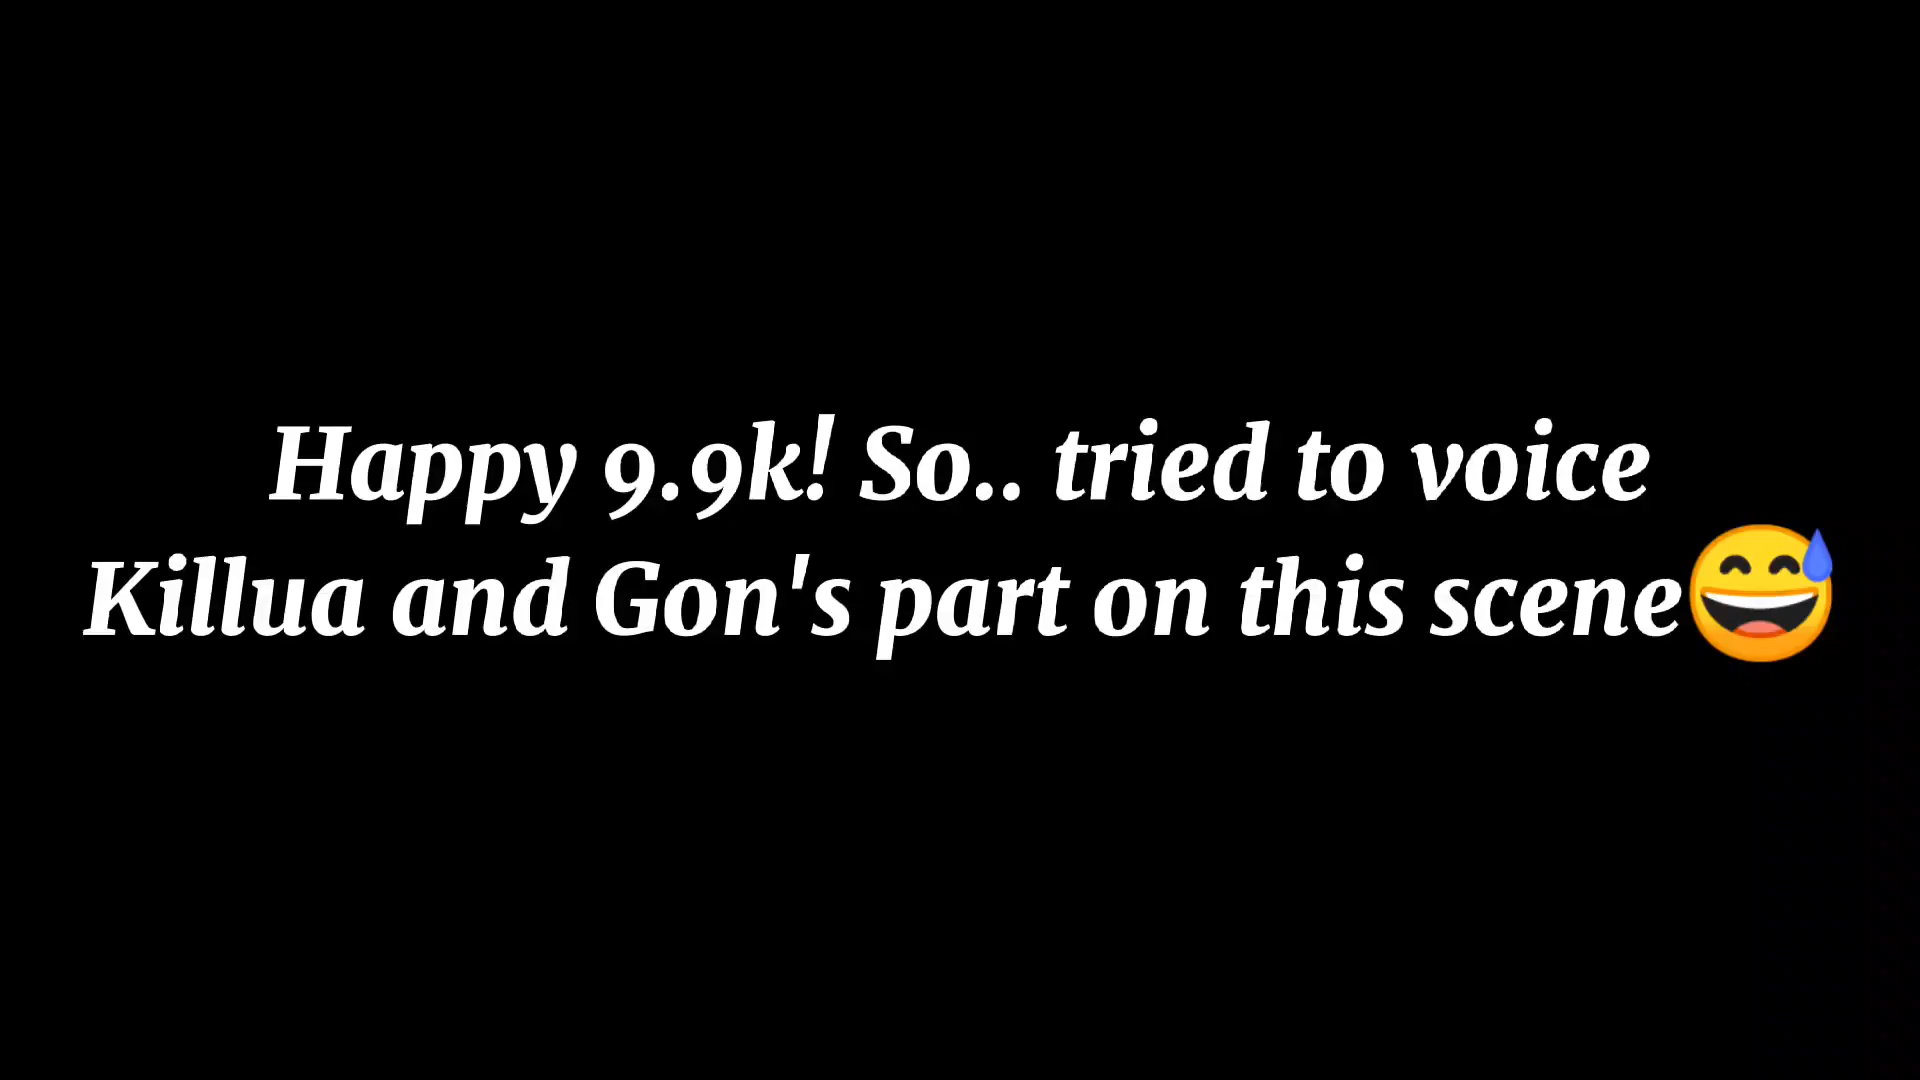 Happy 9.9k! So.. tried to voice
Killua and Gon's part on this scene😅